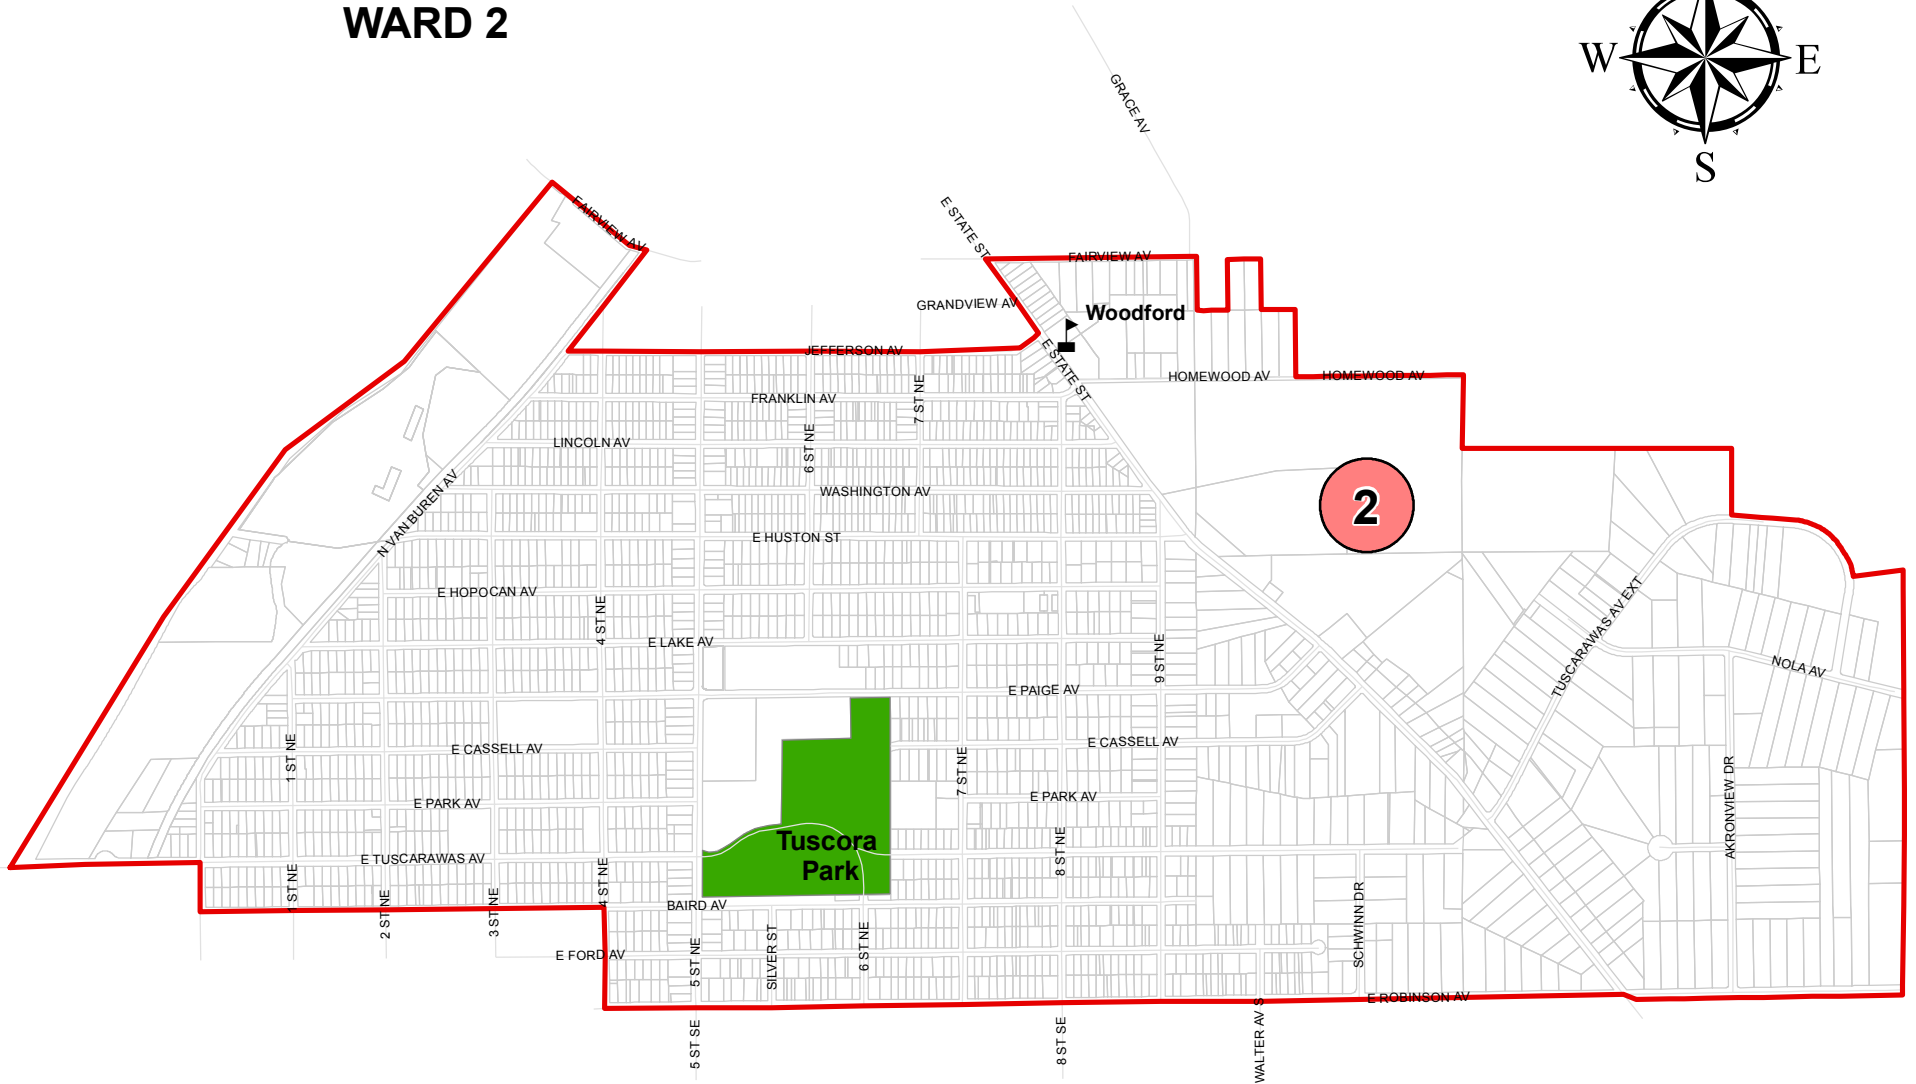 WARD 2
W
E
S
GRACE AV
FAIRVIEW AV
E STATE ST
FAIRVIEW AV
GRANDVIEW AV
Woodford
JEFFERSON AV
E STATE ST
HOMEWOOD AV
HOMEWOOD AV
7 ST NE
FRANKLIN AV
LINCOLN AV
6 ST NE
N VAN BUREN AV
WASHINGTON AV
2
E HUSTON ST
E HOPOCAN AV
4 ST NE
E LAKE AV
9 ST NE
TUSCARAWAS AV EXT
NOLA AV
E PAIGE AV
1 ST NE
E CASSELL AV
7 ST NE
E CASSELL AV
E PARK AV
E PARK AV
AKRONVIEW DR
Tuscora
Park
8 ST NE
E TUSCARAWAS AV
1 ST NE
2 ST NE
3 ST NE
4 ST NE
BAIRD AV
SCHWINN DR
E FORD AV
5 ST NE
SILVER ST
6 ST NE
E ROBINSON AV
5 ST SE
8 ST SE
WALTER AV S